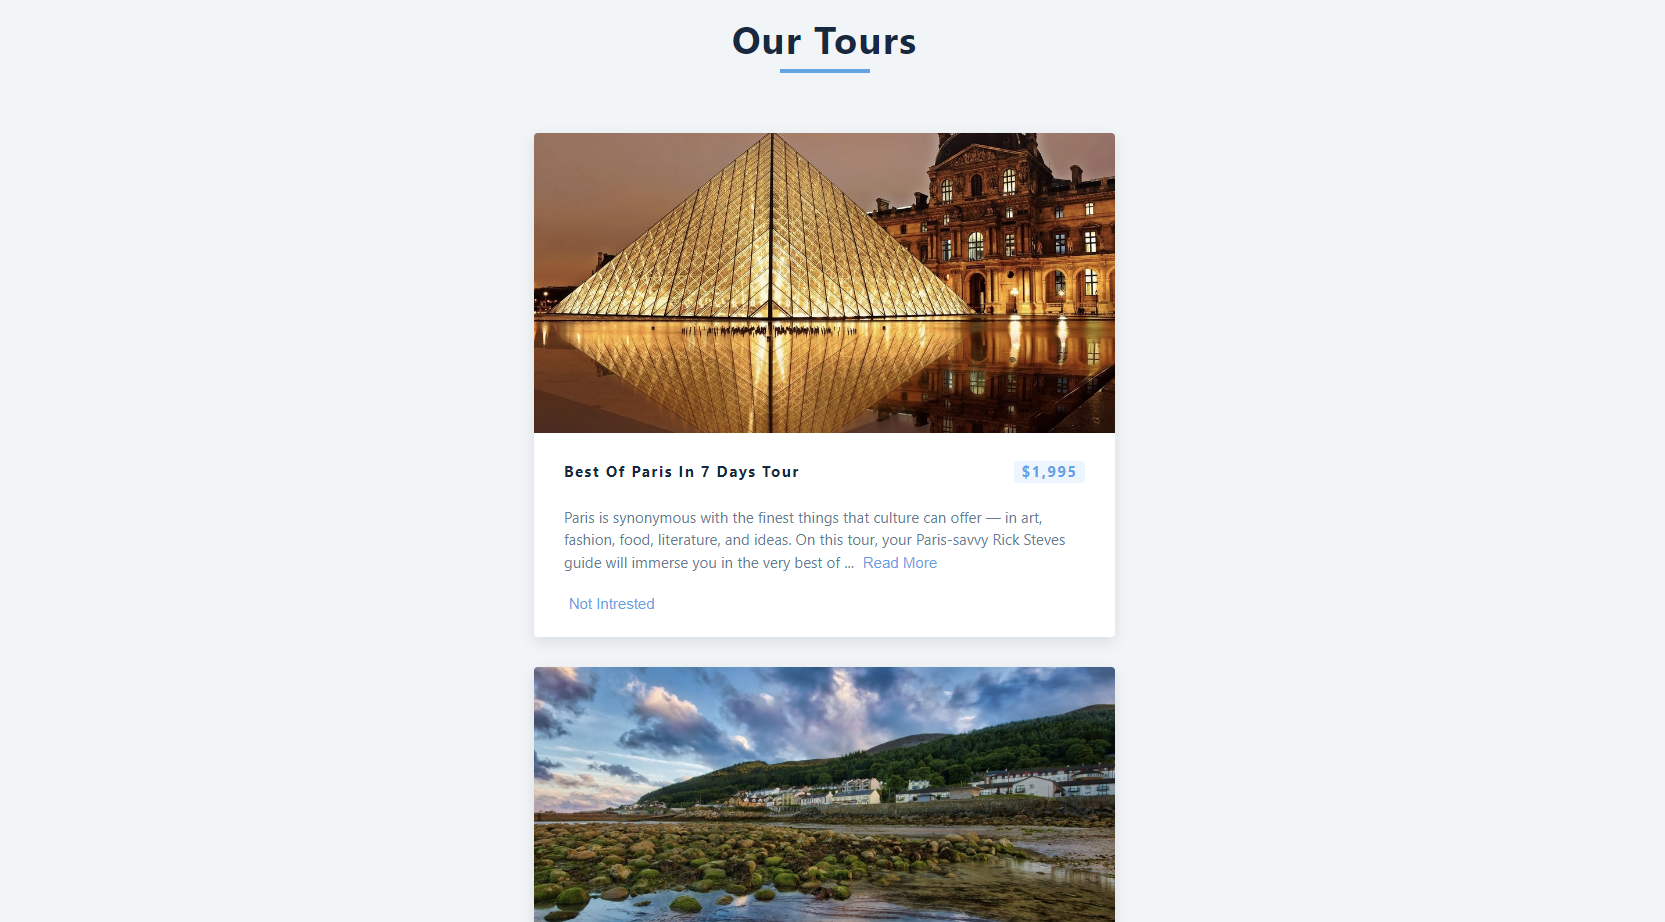 Our Tours
Best Of Paris In 7 Days Tour
$1,995
Paris is synonymous with the finest things that culture can offer — in art,
fashion, food, literature, and ideas. On this tour, your Paris-savvy Rick Steves
guide will immerse you in the very best of ... Read More
Not Intrested